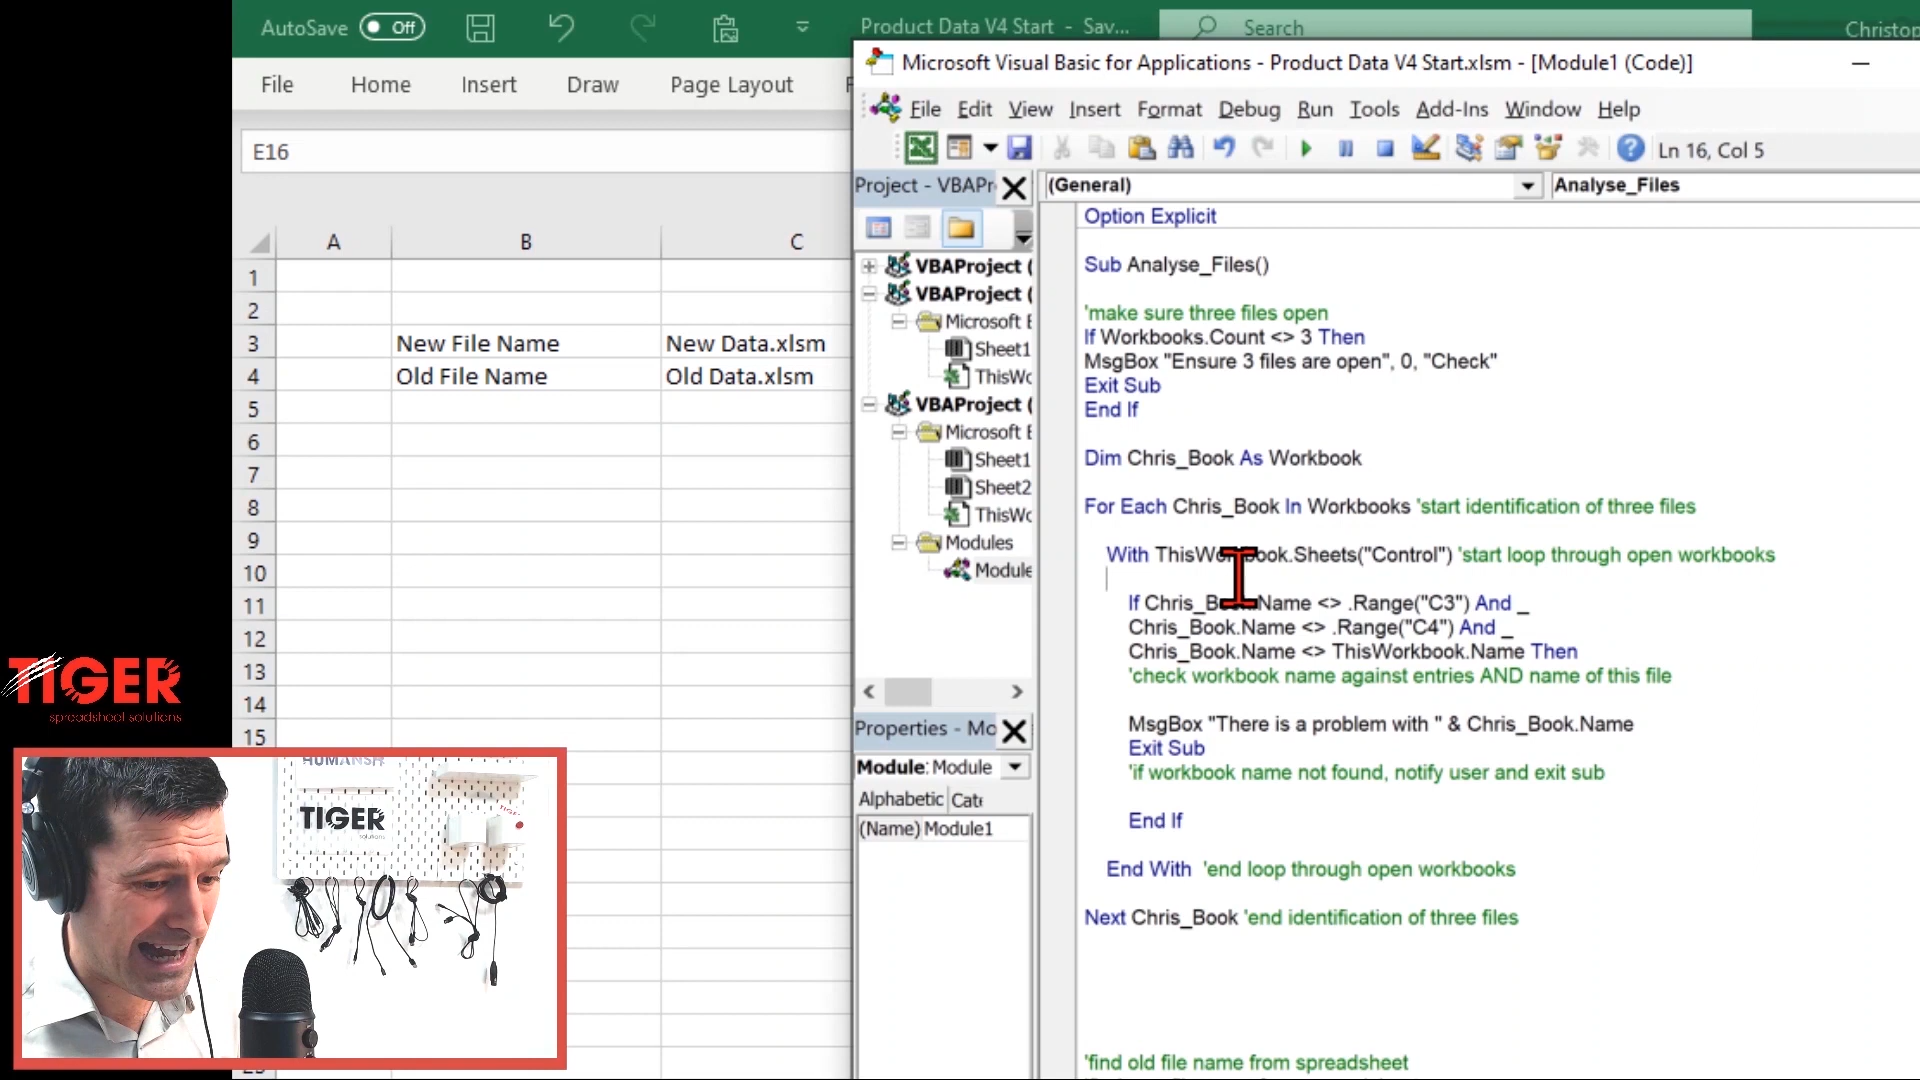 AutoSave Off
Product Data V4 Start - Sav...
Search
Christop
File Home Insert Draw Page Layout F
E16
A B C
1
2
3 New File Name New Data.xlsm
4 Old File Name Old Data.xlsm
5
6
7
8
9
10
11
12
13
14
15
Microsoft Visual Basic for Applications - Product Data V4 Start.xlsm - [Module1 (Code)]
File Edit View Insert Format Debug Run Tools Add-Ins Window Help
Ln 16, Col 5
Project - VBAPr
VBAProject (
VBAProject (
Microsoft E
Sheet1
ThisWo
VBAProject (
Microsoft E
Sheet1
Sheet2
ThisWo
Modules
Module
Properties - Mo
Module: Module
Alphabetic Cate
(Name) Module1
(General) Analyse_Files
Option Explicit
Sub Analyse_Files()
'make sure three files open
If Workbooks.Count <> 3 Then
MsgBox "Ensure 3 files are open", 0, "Check"
Exit Sub
End If
Dim Chris_Book As Workbook
For Each Chris_Book In Workbooks 'start identification of three files
With ThisWorkbook.Sheets("Control") 'start loop through open workbooks
If Chris_Book.Name <> .Range("C3") And _
Chris_Book.Name <> .Range("C4") And _
Chris_Book.Name <> ThisWorkbook.Name Then
'check workbook name against entries AND name of this file
MsgBox "There is a problem with " & Chris_Book.Name
Exit Sub
'if workbook name not found, notify user and exit sub
End If
End With 'end loop through open workbooks
Next Chris_Book 'end identification of three files
'find old file name from spreadsheet
TIGER
spreadsheet solutions
HUMANS
TIGER
solutions